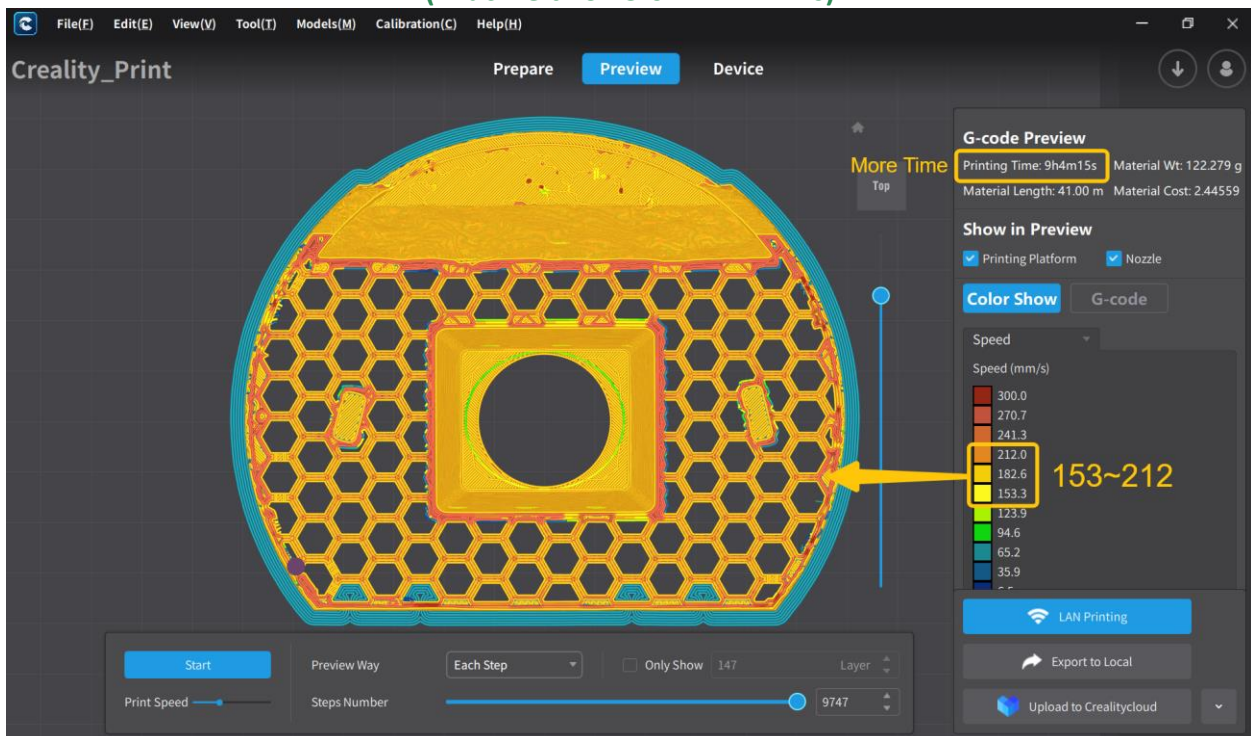 File(F) Edit(E) View(V) Tool(T) Models(M) Calibration(C) Help(H)
Creality_Print
Prepare Preview Device
G-code Preview
More Time
Printing Time: 9h4m15s Material Wt: 122.279 g
Top
Material Length: 41.00 m Material Cost: 2.44559
Show in Preview
Printing Platform Nozzle
Color Show G-code
Speed
Speed (mm/s)
300.0
270.7
241.3
212.0
182.6 153~212
153.3
123.9
94.6
65.2
35.9
LAN Printing
Start Preview Way Each Step Only Show 147 Layer
Export to Local
Print Speed Steps Number 9747
Upload to Crealitycloud